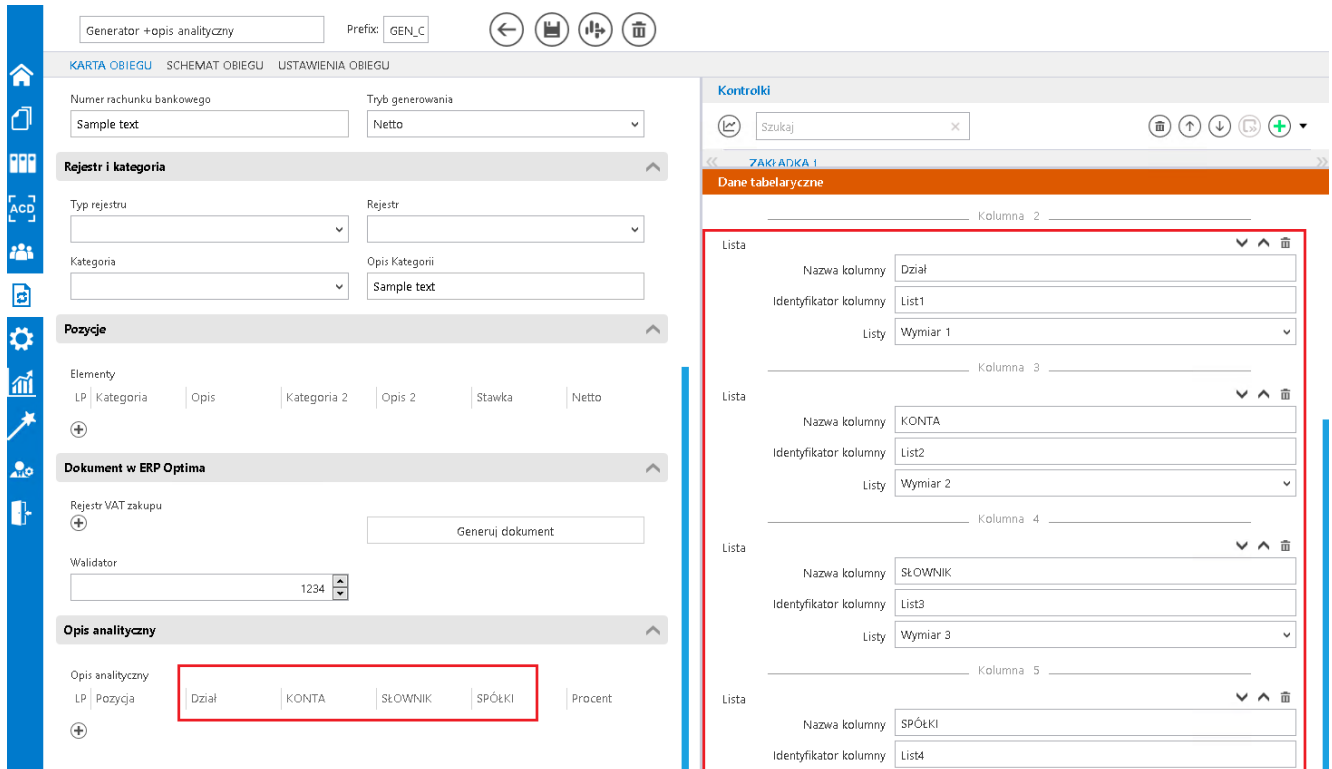 Generator +opis analityczny
Prefix: GEN_C
KARTA OBIEGU SCHEMAT OBIEGU USTAWIENIA OBIEGU
ACD
Numer rachunku bankowego
Tryb generowania
Sample text
Netto
Rejestr i kategoria
Typ rejestru
Rejestr
Kategoria
Opis Kategorii
Sample text
Pozycje
Elementy
LP Kategoria Opis Kategoria 2 Opis 2 Stawka Netto
Dokument w ERP Optima
Rejestr VAT zakupu
Generuj dokument
Walidator
1234
Opis analityczny
Opis analityczny
LP Pozycja Dział KONTA SŁOWNIK SPÓŁKI Procent
Kontrolki
Szukaj
ZAKŁADKA 1
Dane tabelaryczne
Kolumna 2
Lista
Nazwa kolumny Dział
Identyfikator kolumny List1
Listy Wymiar 1
Kolumna 3
Lista
Nazwa kolumny KONTA
Identyfikator kolumny List2
Listy Wymiar 2
Kolumna 4
Lista
Nazwa kolumny SŁOWNIK
Identyfikator kolumny List3
Listy Wymiar 3
Kolumna 5
Lista
Nazwa kolumny SPÓŁKI
Identyfikator kolumny List4